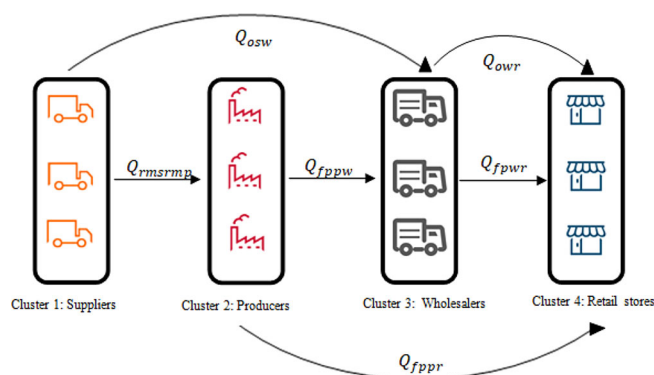 Q_osw
Q_owr
Q_rmsrmp
Q_fppw
Q_fpwr
Cluster 1: Suppliers
Cluster 2: Producers
Cluster 3: Wholesalers
Cluster 4: Retail stores
Q_fppr